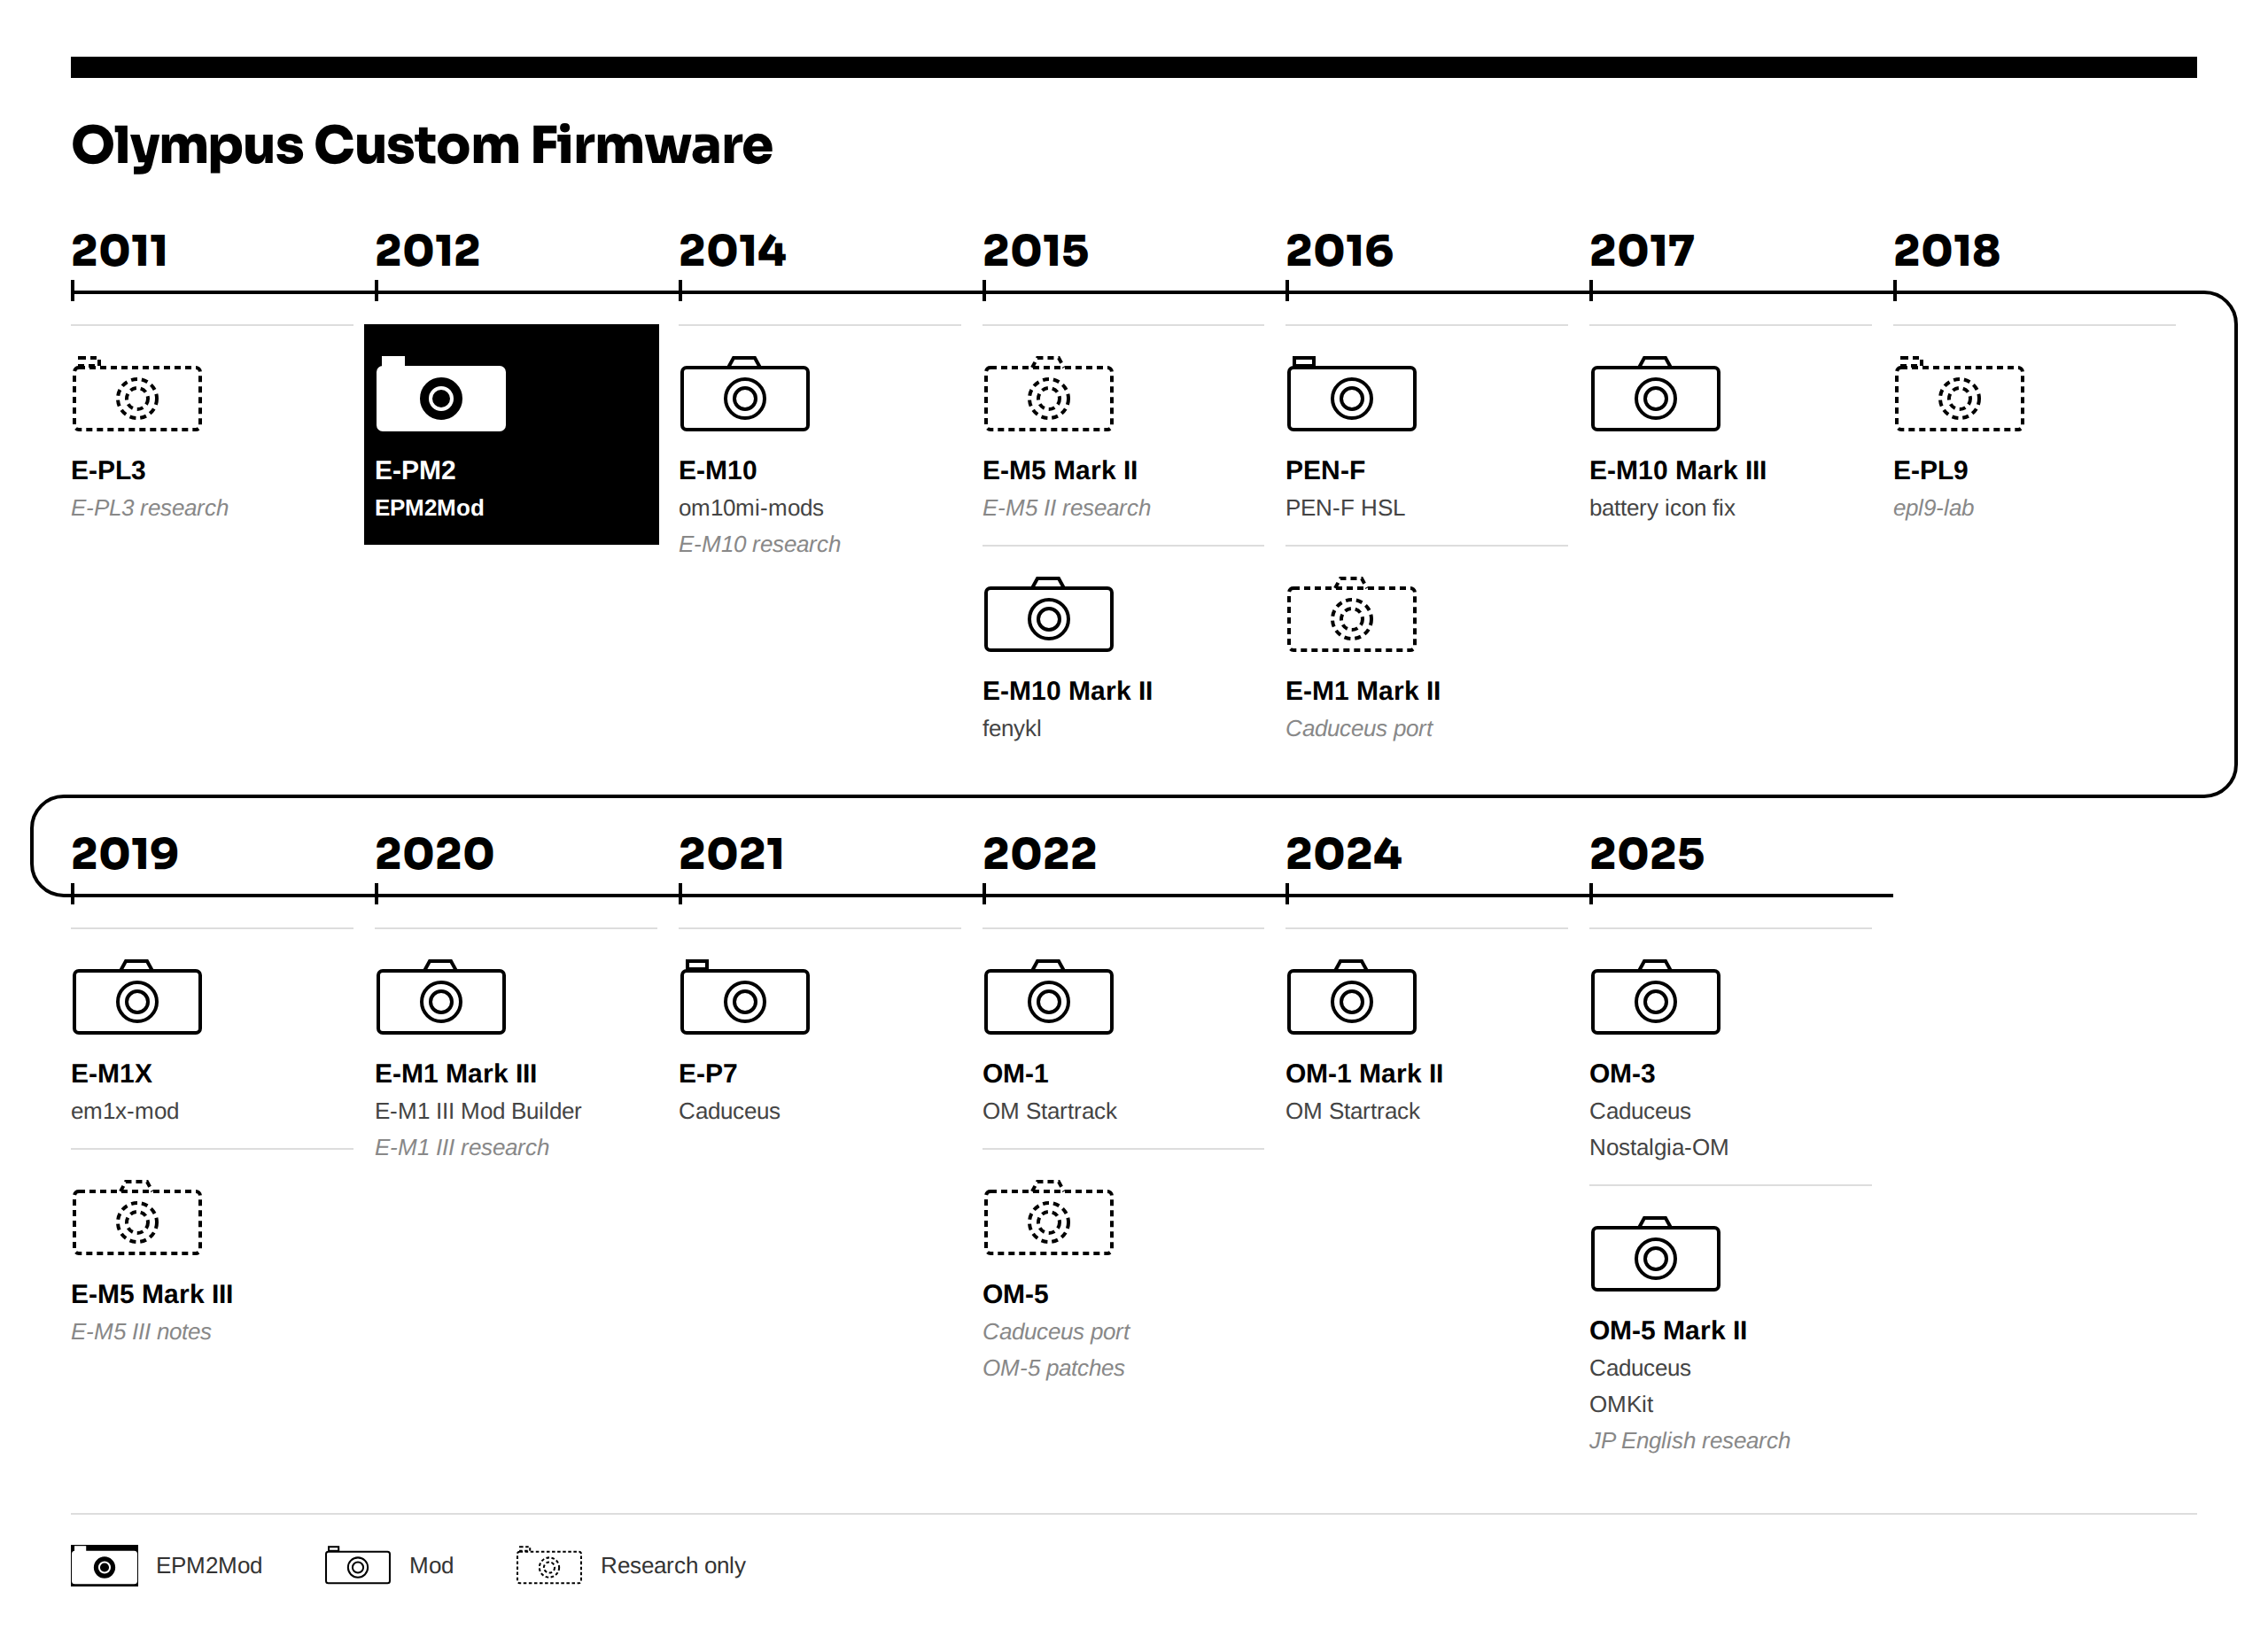 Olympus Custom Firmware
2011
2012
2014
2015
2016
2017
2018
E-PL3
E-PL3 research
E-PM2
EPM2Mod
E-M10
om10mi-mods
E-M10 research
E-M5 Mark II
E-M5 II research
E-M10 Mark II
fenykl
PEN-F
PEN-F HSL
E-M1 Mark II
Caduceus port
E-M10 Mark III
battery icon fix
E-PL9
epl9-lab
2019
2020
2021
2022
2024
2025
E-M1X
em1x-mod
E-M5 Mark III
E-M5 III notes
E-M1 Mark III
E-M1 III Mod Builder
E-M1 III research
E-P7
Caduceus
OM-1
OM Startrack
OM-5
Caduceus port
OM-5 patches
OM-1 Mark II
OM Startrack
OM-3
Caduceus
Nostalgia-OM
OM-5 Mark II
Caduceus
OMKit
JP English research
EPM2Mod
Mod
Research only